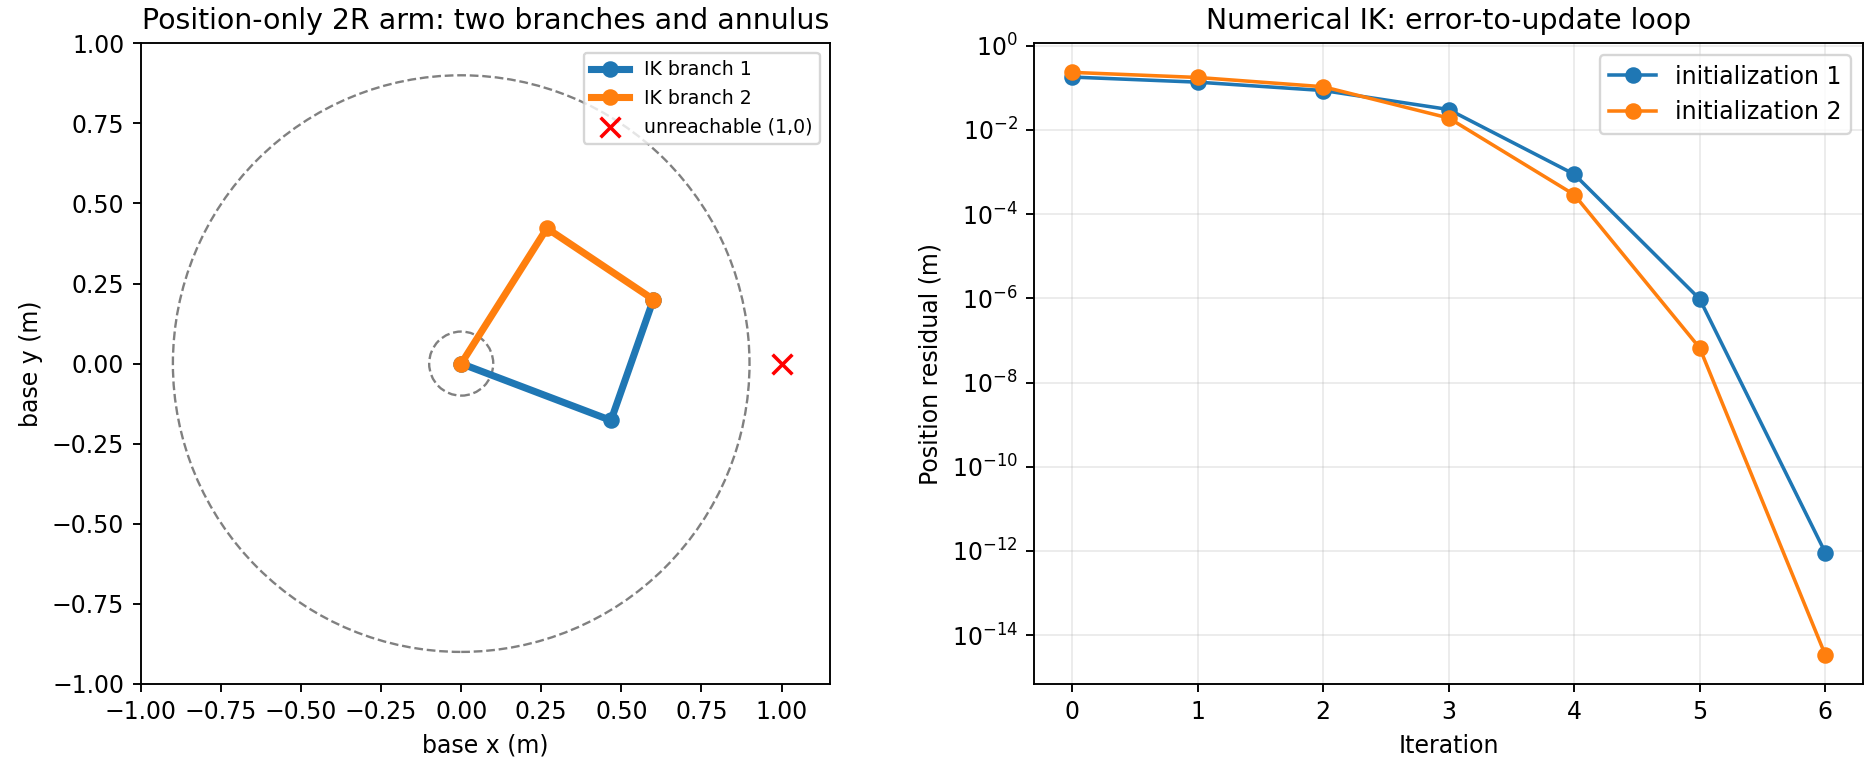 Position-only 2R arm: two branches and annulus
IK branch 1
IK branch 2
unreachable (1,0)
1.00
0.75
0.50
0.25
0.00
−0.25
−0.50
−0.75
−1.00
−1.00 −0.75 −0.50 −0.25 0.00 0.25 0.50 0.75 1.00
base x (m)
base y (m)
Numerical IK: error-to-update loop
initialization 1
initialization 2
10⁰
10⁻²
10⁻⁴
10⁻⁶
10⁻⁸
10⁻¹⁰
10⁻¹²
10⁻¹⁴
0 1 2 3 4 5 6
Iteration
Position residual (m)